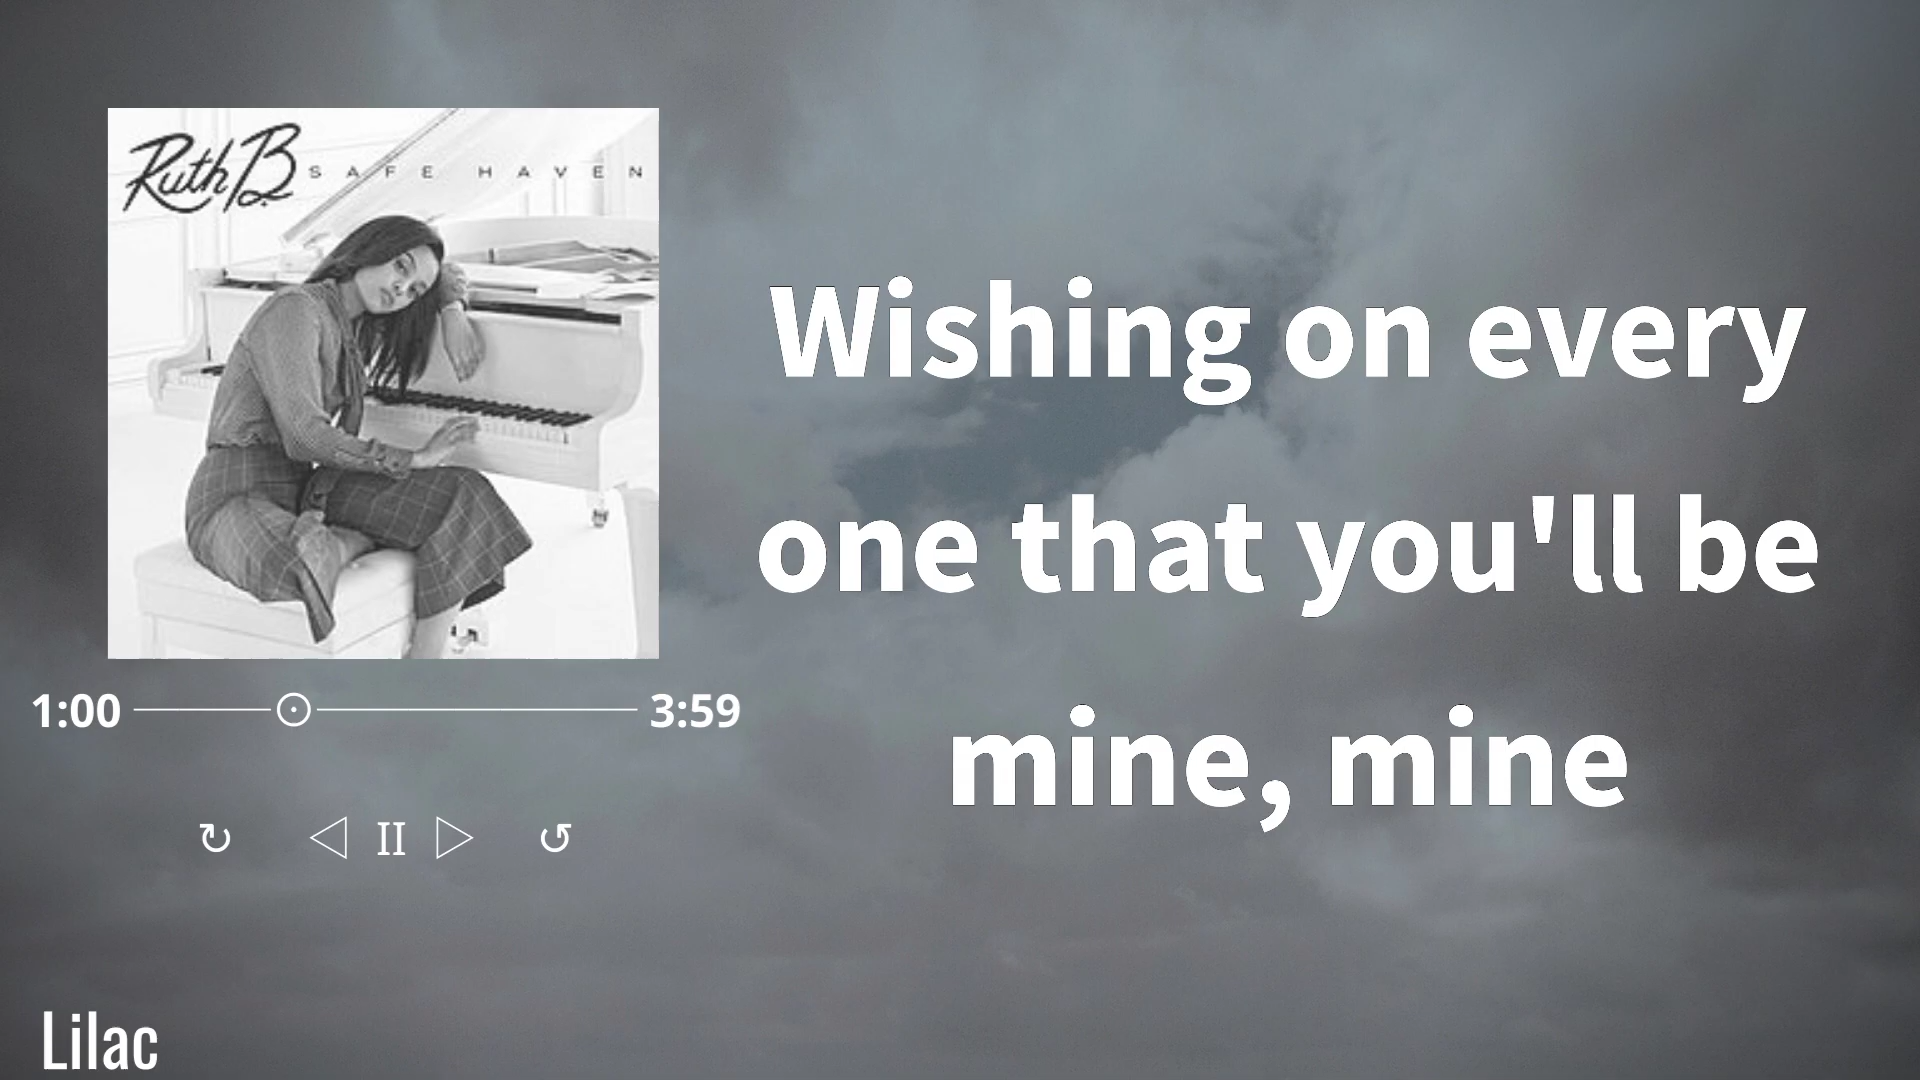 Ruth B. SAFE HAVEN
Wishing on every
one that you'll be
mine, mine
1:00 3:59
Lilac